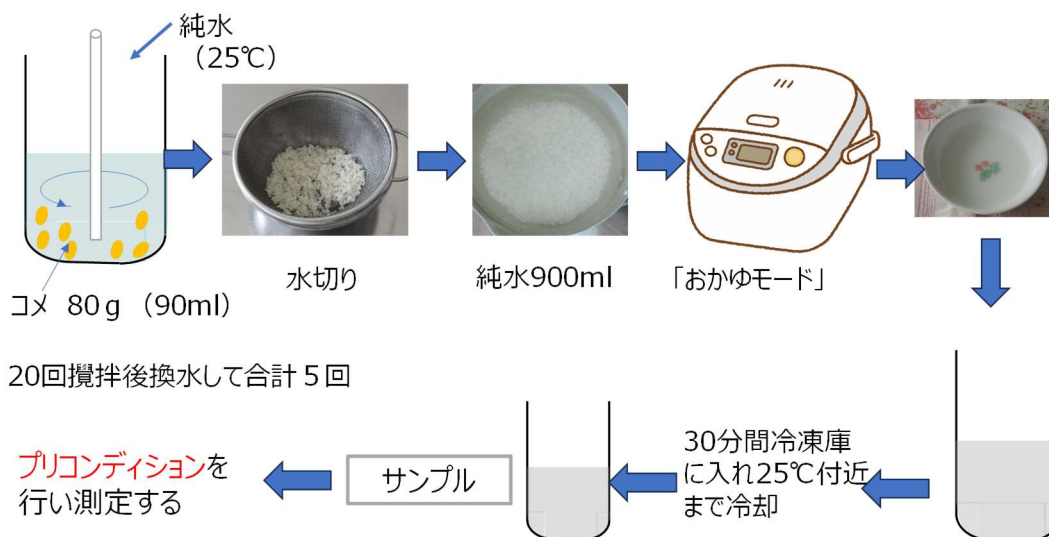 純水
（25℃）
水切り
純水900ml
「おかゆモード」
コメ 80ｇ（90ml）
20回攪拌後換水して合計５回
30分間冷凍庫
に入れ25℃付近
まで冷却
サンプル
プリコンディションを
行い測定する